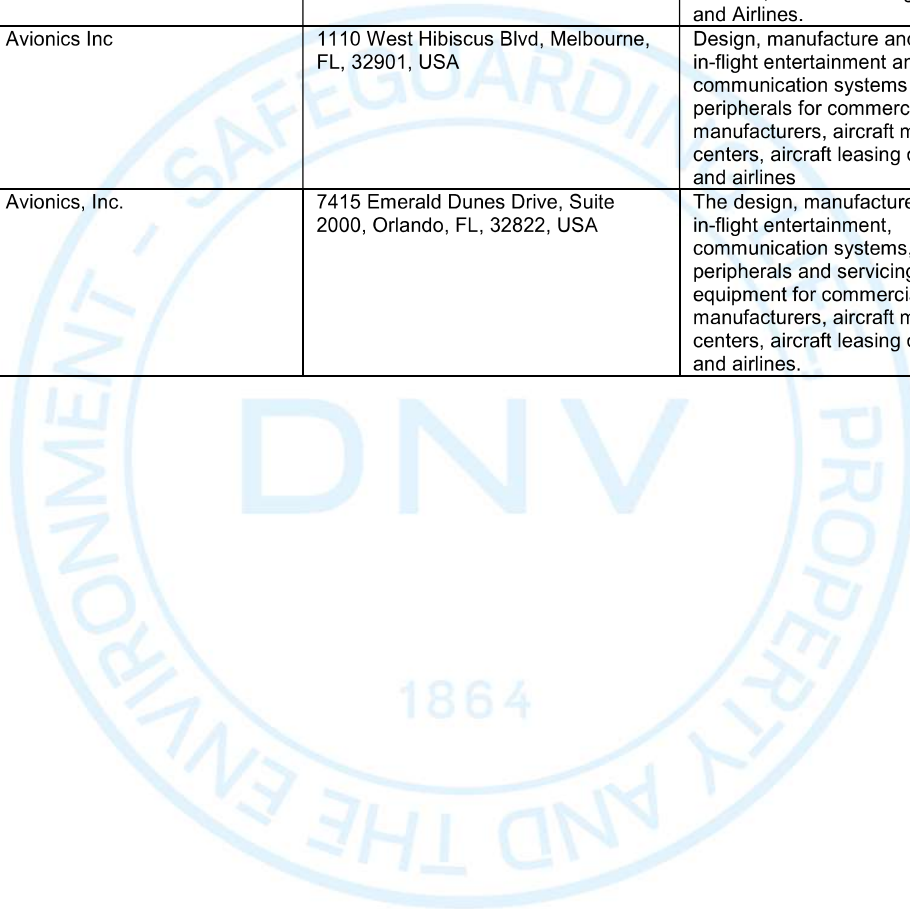 and Airlines.
Avionics Inc
1110 West Hibiscus Blvd, Melbourne,
FL, 32901, USA
Design, manufacture and
in-flight entertainment
communication systems
peripherals for
manufacturers, aircraft
centers, aircraft leasing
and airlines
Avionics, Inc.
7415 Emerald Dunes Drive, Suite
2000, Orlando, FL, 32822, USA
The design, manufacture
in-flight entertainment,
communication systems,
peripherals and servicing
equipment for
manufacturers, aircraft
centers, aircraft leasing
and airlines.
SAFEGUARDING LIFE, PROPERTY AND THE ENVIRONMENT -
DNV
1864